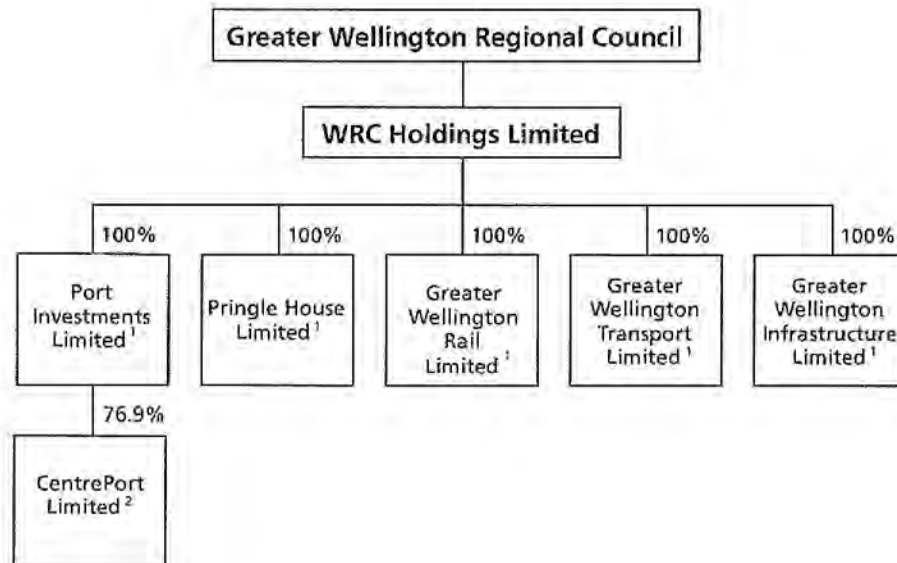 Greater Wellington Regional Council
WRC Holdings Limited
100%
100%
100%
100%
100%
Port
Investments
Limited ¹
Pringle House
Limited ¹
Greater
Wellington
Rail
Limited ¹
Greater
Wellington
Transport
Limited ¹
Greater
Wellington
Infrastructure
Limited ¹
76.9%
CentrePort
Limited ²